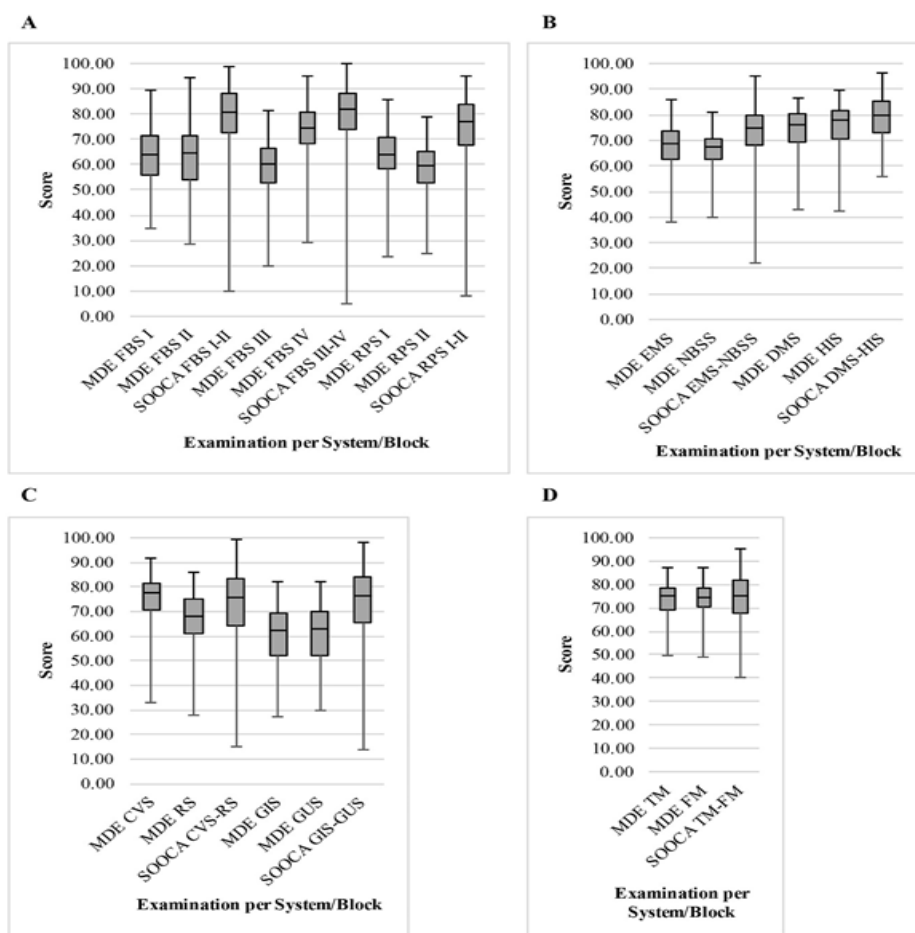 A
100.00
90.00
80.00
70.00
60.00
50.00
40.00
30.00
20.00
10.00
0.00
Score
MDE FBS I
MDE FBS II
SOOCA FBS I-II
MDE FBS III
MDE FBS IV
SOOCA FBS III-IV
MDE RPS I
MDE RPS II
SOOCA RPS I-II
Examination per System/Block
B
100.00
90.00
80.00
70.00
60.00
50.00
40.00
30.00
20.00
10.00
0.00
Score
MDE EMS
MDE NBSS
SOOCA EMS-NBSS
MDE DMS
MDE HIS
SOOCA DMS-HIS
Examination per System/Block
C
100.00
90.00
80.00
70.00
60.00
50.00
40.00
30.00
20.00
10.00
0.00
Score
MDE CVS
MDE RS
SOOCA CVS-RS
MDE GIS
MDE GUS
SOOCA GIS-GUS
Examination per System/Block
D
100.00
90.00
80.00
70.00
60.00
50.00
40.00
30.00
20.00
10.00
0.00
Score
MDE TM
MDE FM
SOOCA TM-FM
Examination per
System/Block